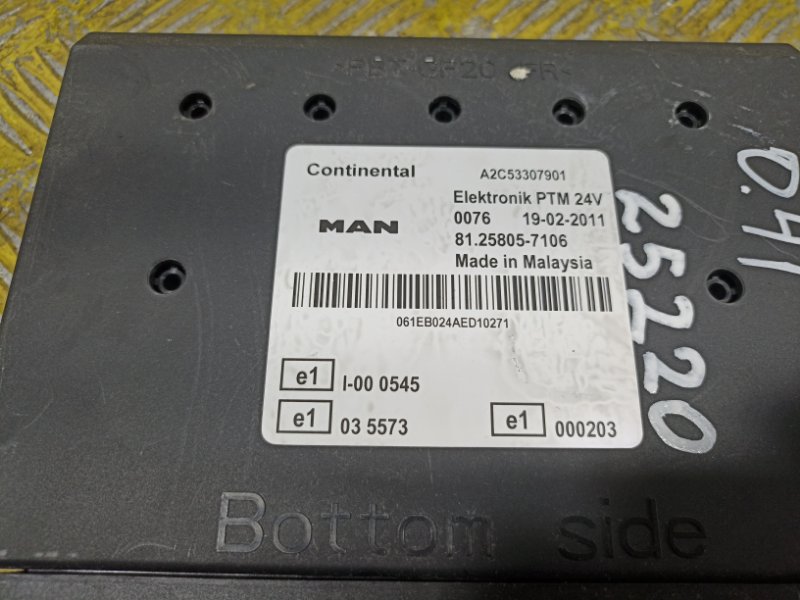 Continental A2C53307901
Elektronik PTM 24V
MAN 0076 19-02-2011
81.25805-7106
Made in Malaysia
061EB024AED10271
e1 I-00 0545
e1 03 5573 e1 000203
0.41
25220
Bottom side